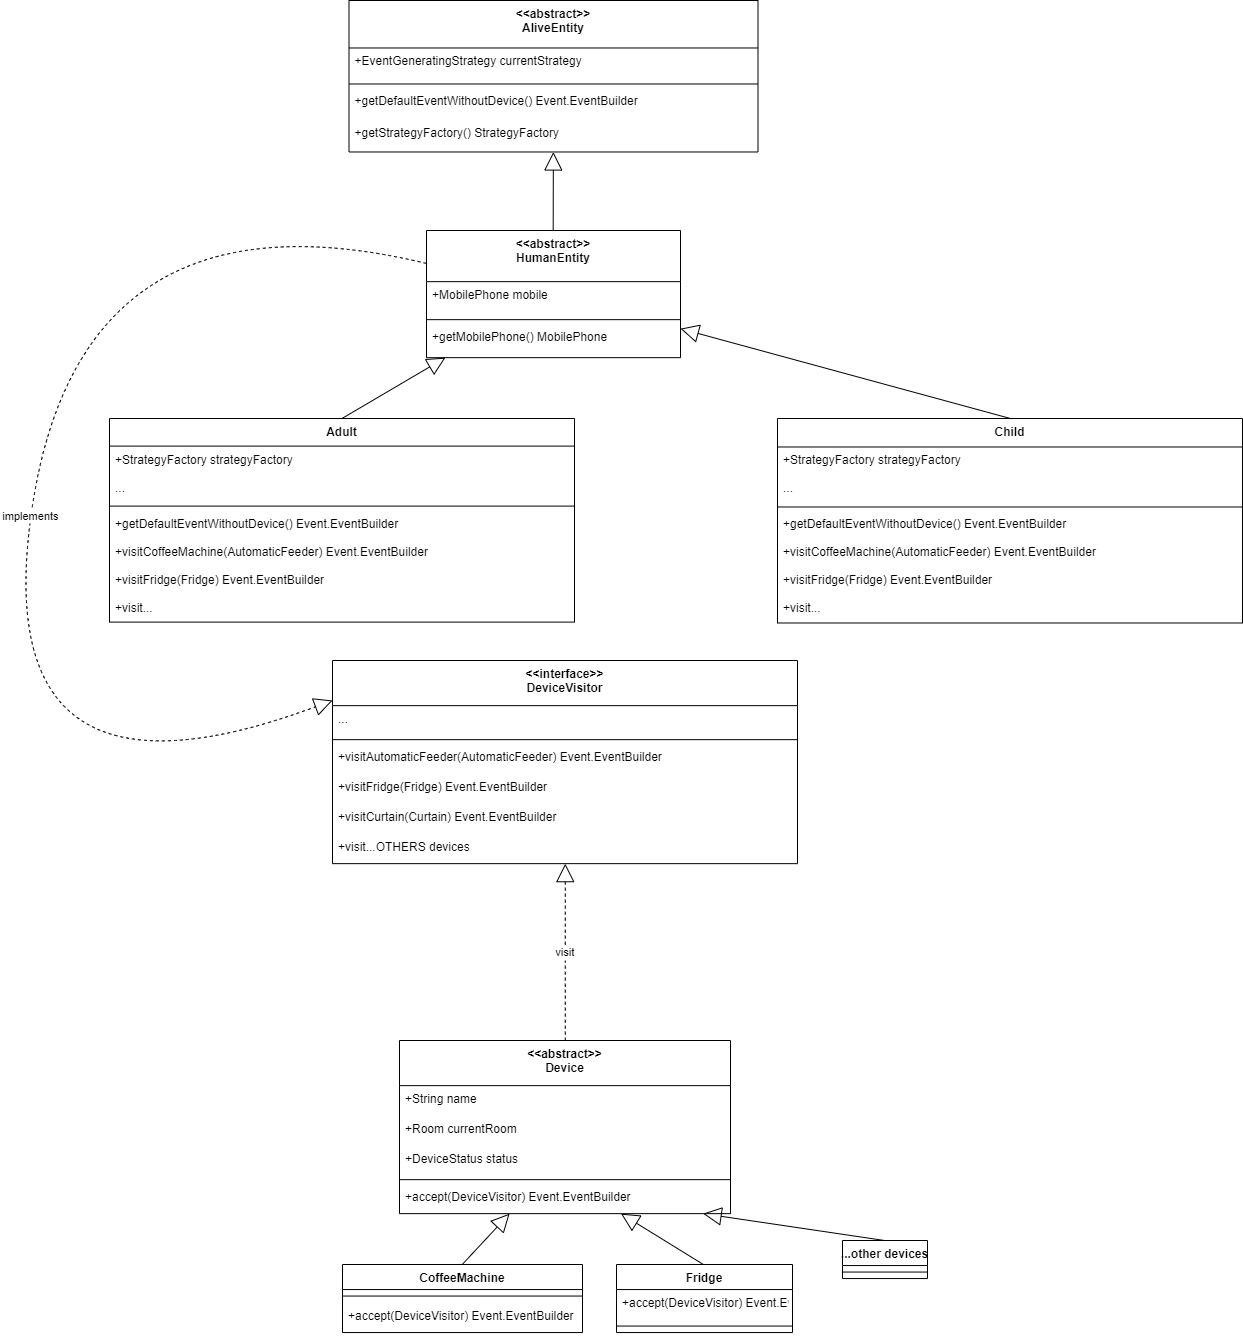 <<abstract>>
AliveEntity
+EventGeneratingStrategy currentStrategy
+getDefaultEventWithoutDevice() Event.EventBuilder
+getStrategyFactory() StrategyFactory
<<abstract>>
HumanEntity
+MobilePhone mobile
+getMobilePhone() MobilePhone
Adult
+StrategyFactory strategyFactory
...
+getDefaultEventWithoutDevice() Event.EventBuilder
+visitCoffeeMachine(AutomaticFeeder) Event.EventBuilder
+visitFridge(Fridge) Event.EventBuilder
+visit...
Child
+StrategyFactory strategyFactory
...
+getDefaultEventWithoutDevice() Event.EventBuilder
+visitCoffeeMachine(AutomaticFeeder) Event.EventBuilder
+visitFridge(Fridge) Event.EventBuilder
+visit...
implements
<<interface>>
DeviceVisitor
...
+visitAutomaticFeeder(AutomaticFeeder) Event.EventBuilder
+visitFridge(Fridge) Event.EventBuilder
+visitCurtain(Curtain) Event.EventBuilder
+visit...OTHERS devices
visit
<<abstract>>
Device
+String name
+Room currentRoom
+DeviceStatus status
+accept(DeviceVisitor) Event.EventBuilder
CoffeeMachine
+accept(DeviceVisitor) Event.EventBuilder
Fridge
+accept(DeviceVisitor) Event.E
...other devices